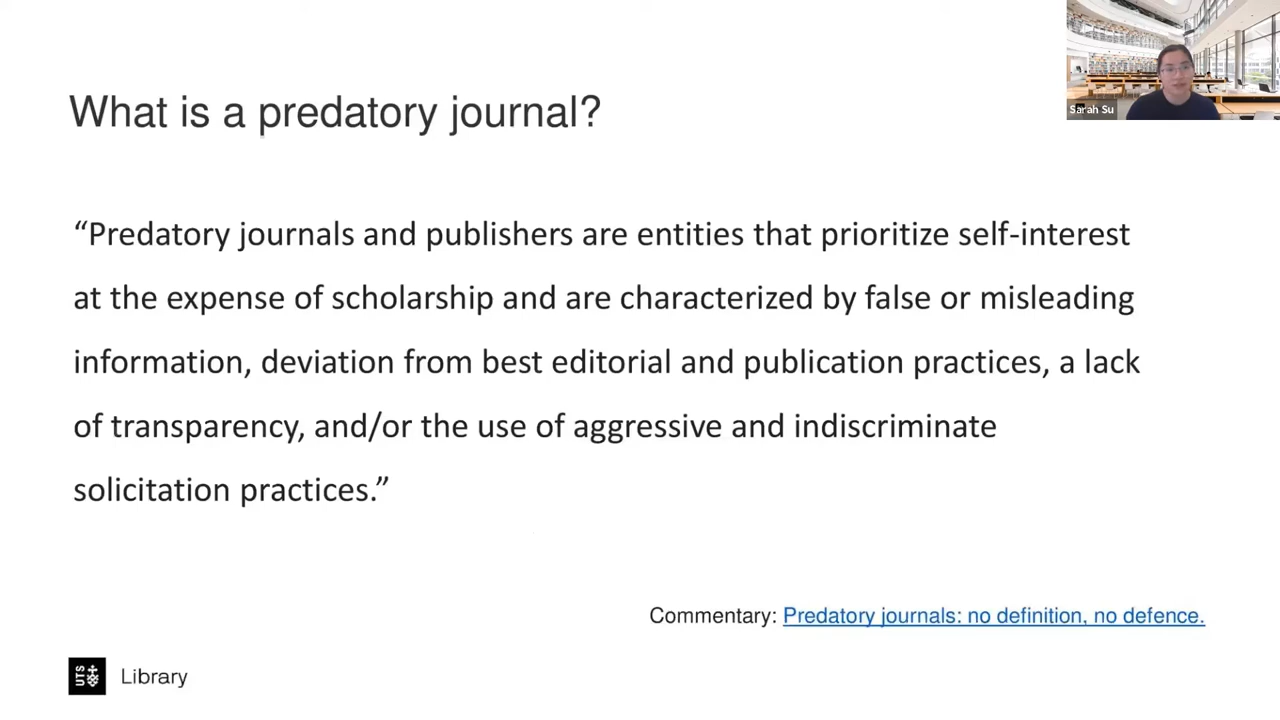 Sarah Su
What is a predatory journal?
“Predatory journals and publishers are entities that prioritize self-interest
at the expense of scholarship and are characterized by false or misleading
information, deviation from best editorial and publication practices, a lack
of transparency, and/or the use of aggressive and indiscriminate
solicitation practices.”
Commentary: Predatory journals: no definition, no defence.
UTS
Library